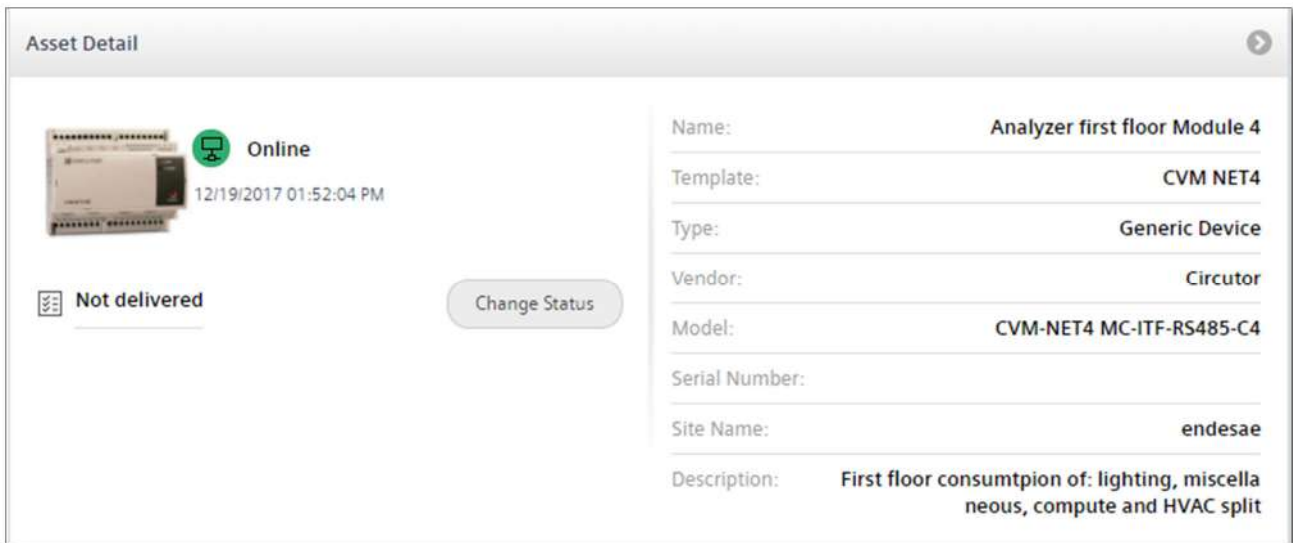 Asset Detail
Online
12/19/2017 01:52:04 PM
Not delivered
Change Status
Name: Analyzer first floor Module 4
Template: CVM NET4
Type: Generic Device
Vendor: Circutor
Model: CVM-NET4 MC-ITF-RS485-C4
Serial Number:
Site Name: endesae
Description: First floor consumtpion of: lighting, miscella
neous, compute and HVAC split